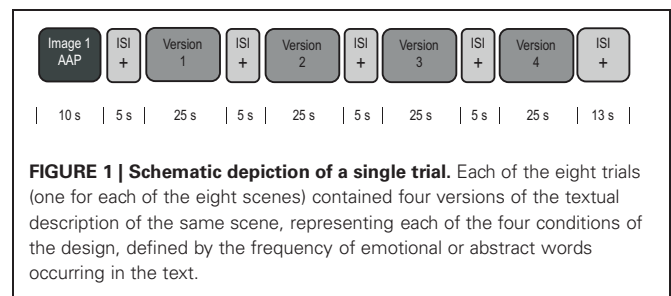 Image 1 ISI Version ISI Version ISI Version ISI Version ISI
AAP + 1 + 2 + 3 + 4 +
| 10 s | 5 s | 25 s | 5 s | 25 s | 5 s | 25 s | 5 s | 25 s | 13 s |
FIGURE 1 | Schematic depiction of a single trial. Each of the eight trials
(one for each of the eight scenes) contained four versions of the textual
description of the same scene, representing each of the four conditions of
the design, defined by the frequency of emotional or abstract words
occurring in the text.